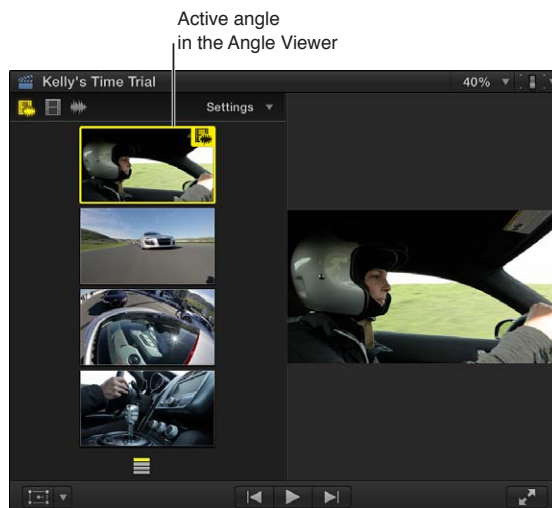 Active angle
in the Angle Viewer
Kelly's Time Trial
40%
Settings